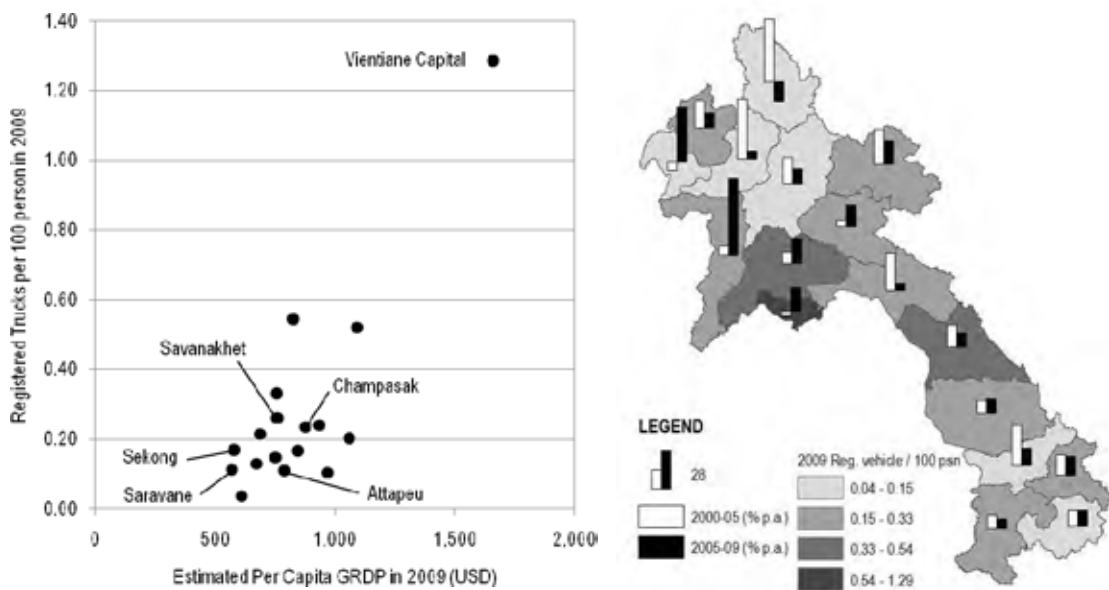 1.40
1.20
1.00
0.80
0.60
0.40
0.20
0.00
Registered Trucks per 100 person in 2009
Vientiane Capital
Savanakhet
Champasak
Sekong
Saravane
Attapeu
0
500
1,000
1,500
2,000
Estimated Per Capita GRDP in 2009 (USD)
LEGEND
28
2000-05 (% p.a.)
2005-09 (% p.a.)
2009 Reg. vehicle / 100 psn
0.04 - 0.15
0.15 - 0.33
0.33 - 0.54
0.54 - 1.29